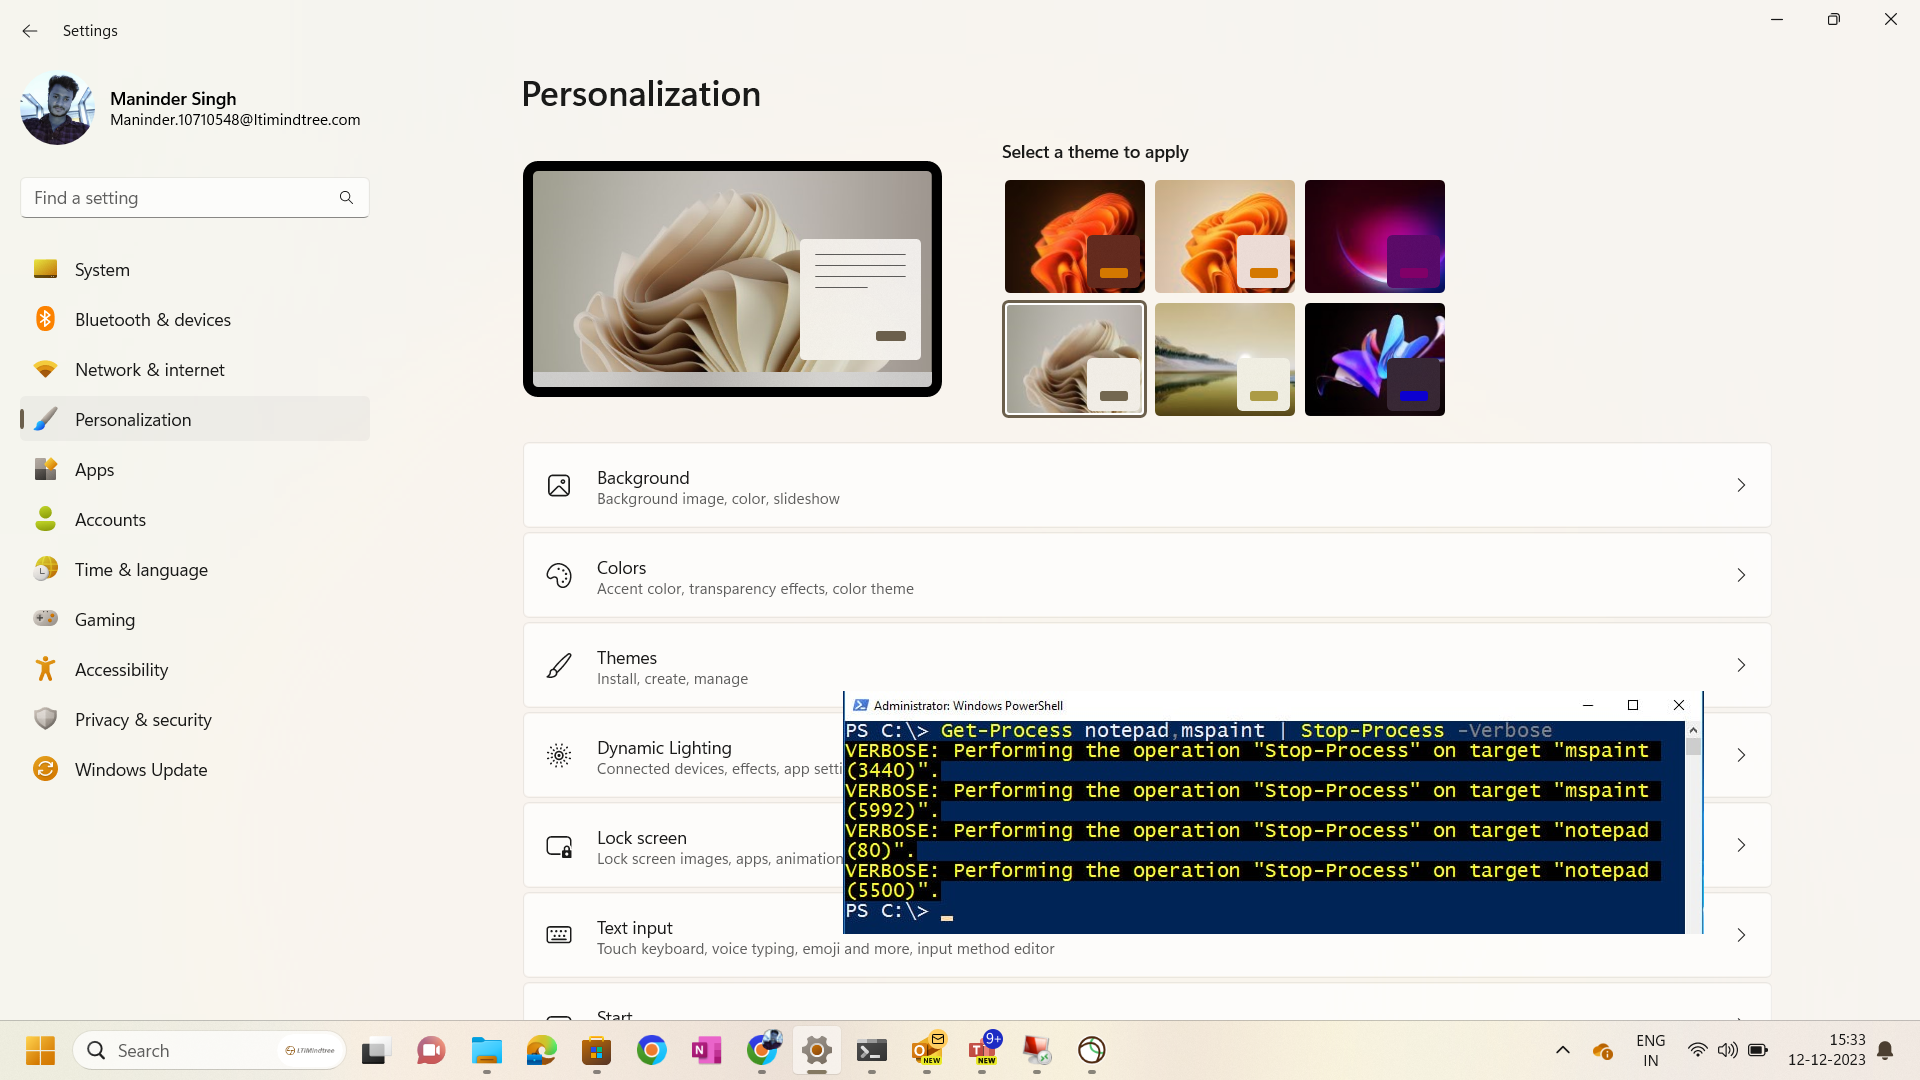 Settings
Maninder Singh
Maninder.10710548@ltimindtree.com
Find a setting
System
Bluetooth & devices
Network & internet
Personalization
Apps
Accounts
Time & language
Gaming
Accessibility
Privacy & security
Windows Update
Personalization
Select a theme to apply
Background
Background image, color, slideshow
Colors
Accent color, transparency effects, color theme
Themes
Install, create, manage
Dynamic Lighting
Connected devices, effects, app setti
Lock screen
Lock screen images, apps, animation
Text input
Touch keyboard, voice typing, emoji and more, input method editor
Start
Administrator: Windows PowerShell
PS C:\> Get-Process notepad,mspaint | Stop-Process -Verbose
VERBOSE: Performing the operation "Stop-Process" on target "mspaint
(3440)".
VERBOSE: Performing the operation "Stop-Process" on target "mspaint
(5992)".
VERBOSE: Performing the operation "Stop-Process" on target "notepad
(80)".
VERBOSE: Performing the operation "Stop-Process" on target "notepad
(5500)".
PS C:\> _
Search
LTIMindtree
N
NEW
9+
NEW
ENG
IN
15:33
12-12-2023